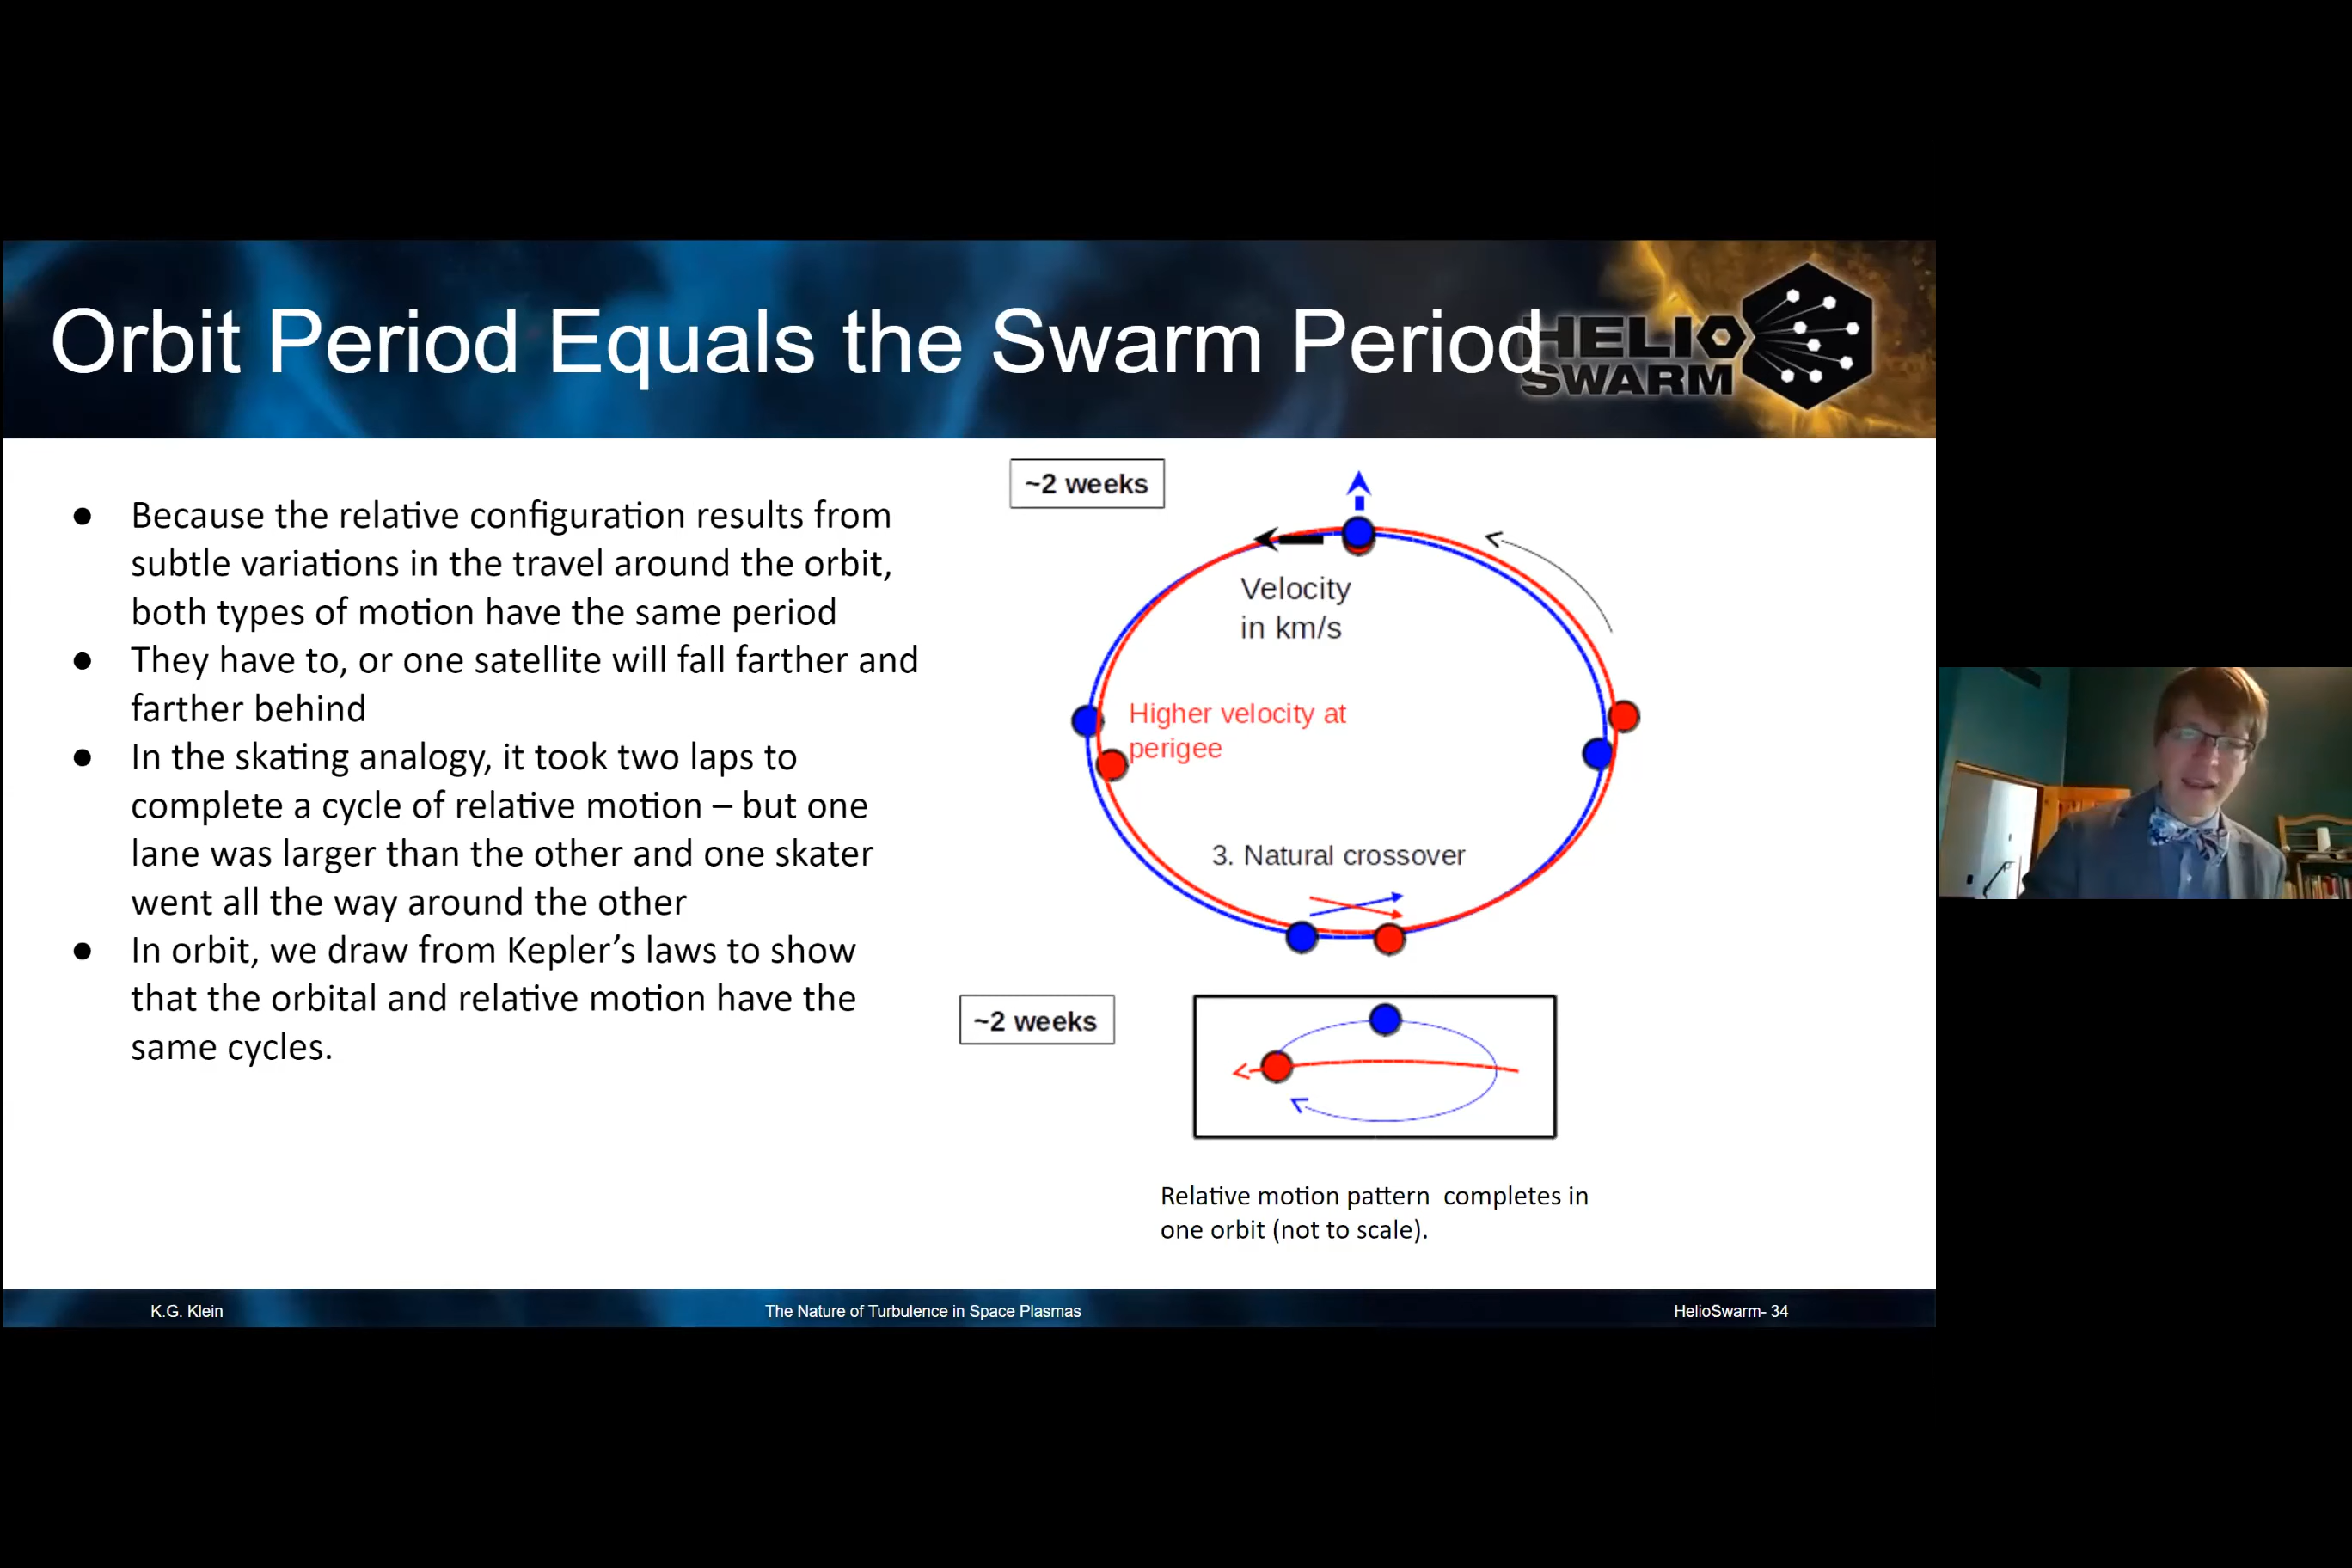 Orbit Period Equals the Swarm Period
HELIO
SWARM
● Because the relative configuration results from
subtle variations in the travel around the orbit,
both types of motion have the same period
● They have to, or one satellite will fall farther and
farther behind
● In the skating analogy, it took two laps to
complete a cycle of relative motion – but one
lane was larger than the other and one skater
went all the way around the other
● In orbit, we draw from Kepler’s laws to show
that the orbital and relative motion have the
same cycles.
~2 weeks
Velocity
in km/s
Higher velocity at
perigee
3. Natural crossover
~2 weeks
Relative motion pattern completes in
one orbit (not to scale).
K.G. Klein
The Nature of Turbulence in Space Plasmas
HelioSwarm- 34